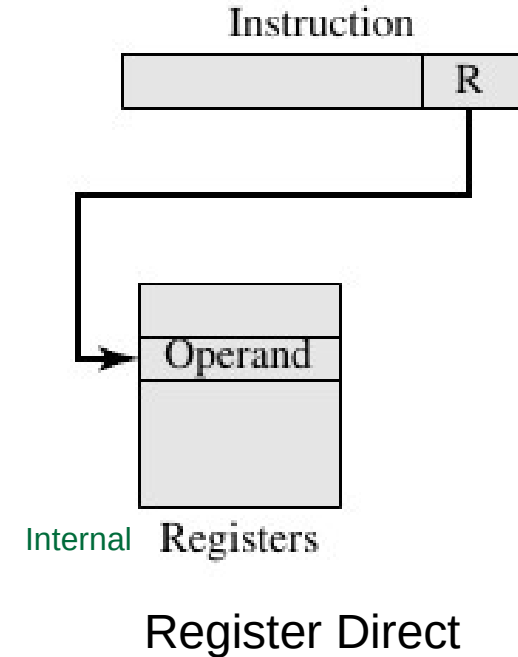 Instruction
R
Operand
Internal Registers
Register Direct